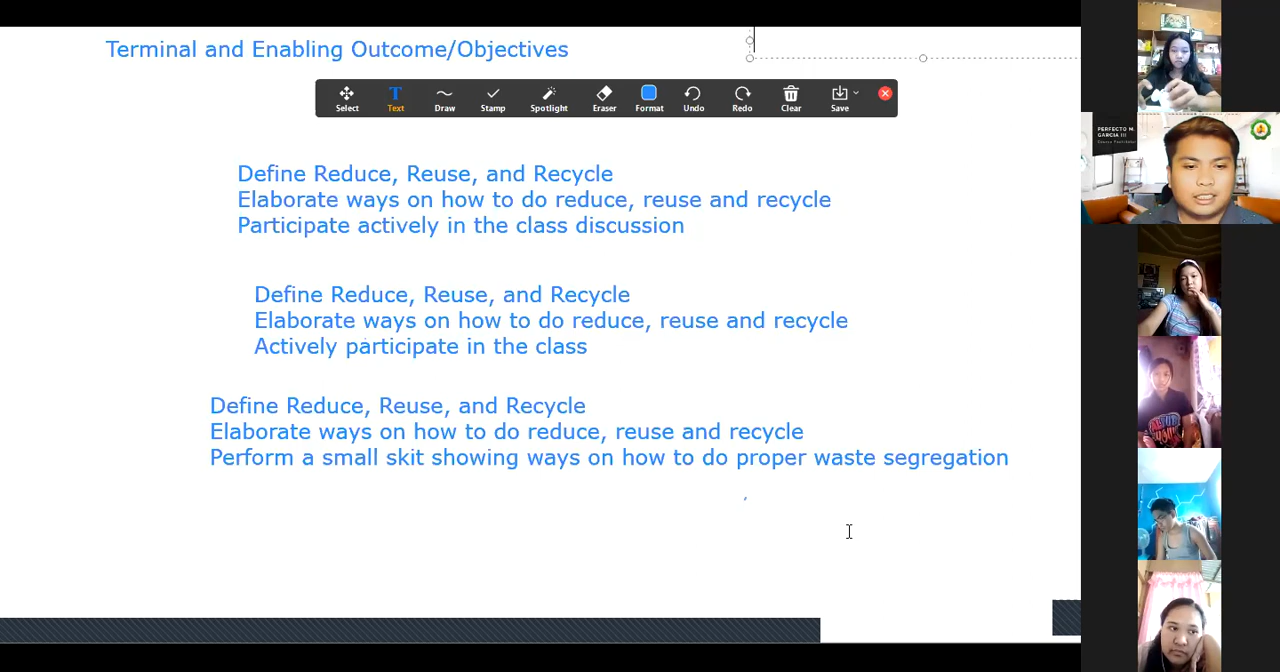 Terminal and Enabling Outcome/Objectives
Select Text Draw Stamp Spotlight Eraser Format Undo Redo Clear Save
Define Reduce, Reuse, and Recycle
Elaborate ways on how to do reduce, reuse and recycle
Participate actively in the class discussion
Define Reduce, Reuse, and Recycle
Elaborate ways on how to do reduce, reuse and recycle
Actively participate in the class
Define Reduce, Reuse, and Recycle
Elaborate ways on how to do reduce, reuse and recycle
Perform a small skit showing ways on how to do proper waste segregation
PERFECTO M.
GARCIA III